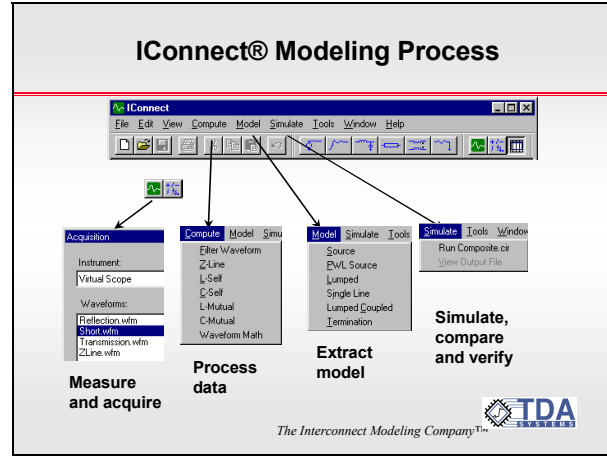 IConnect® Modeling Process
IConnect
File Edit View Compute Model Simulate Tools Window Help
Acquisition
Instrument:
Virtual Scope
Waveforms:
Reflection.wfm
Short.wfm
Transmission.wfm
ZLine.wfm
Measure
and acquire
Compute Model Simu
Filter Waveform
Z-Line
L-Self
C-Self
L-Mutual
C-Mutual
Waveform Math
Process
data
Model Simulate Tools
Source
PWL Source
Lumped
Single Line
Lumped Coupled
Termination
Extract
model
Simulate Tools Window
Run Composite.cir
View Output File
Simulate,
compare
and verify
The Interconnect Modeling Company™
TDA
SYSTEMS